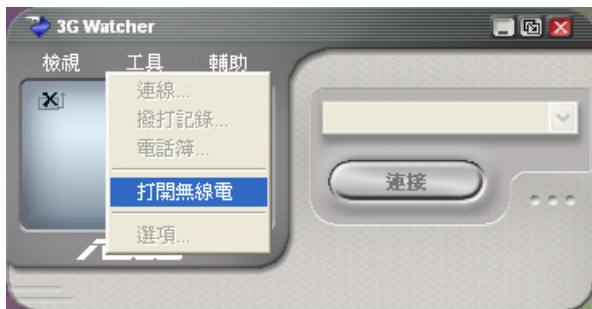 3G Watcher
檢視 工具 輔助
連線...
撥打記錄...
電話簿...
打開無線電
選項...
連接